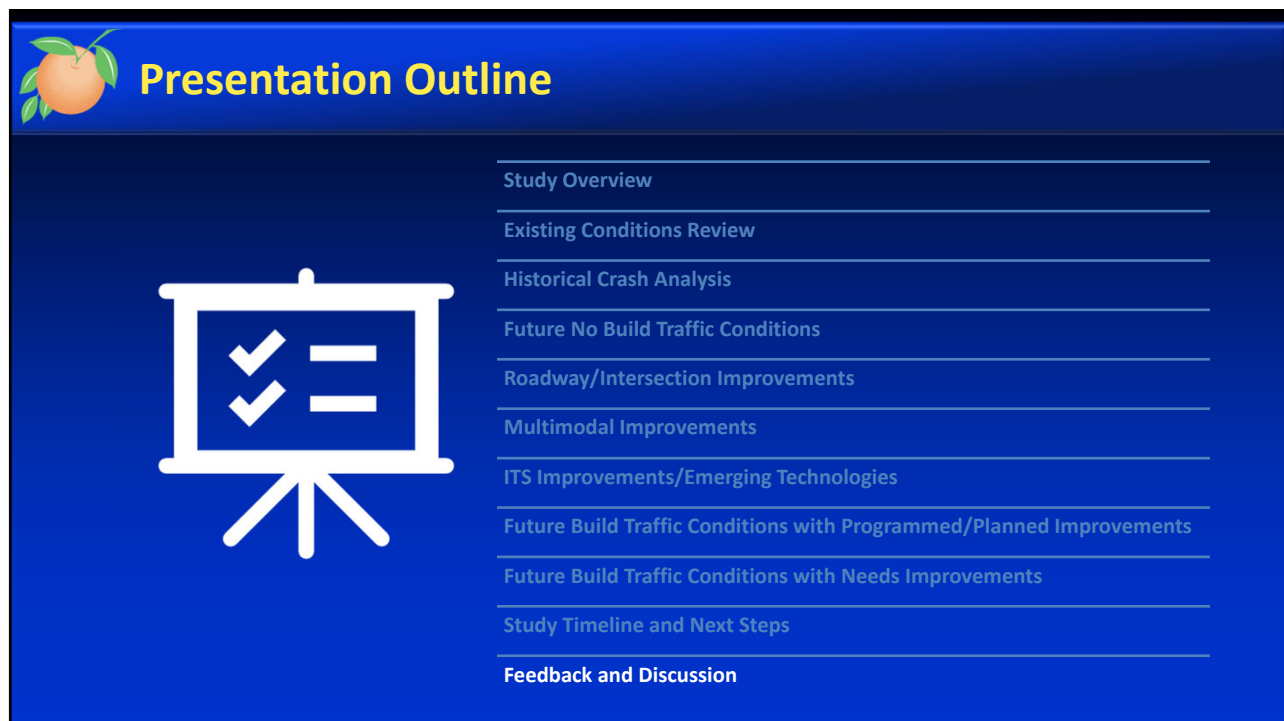 Presentation Outline
Study Overview
Existing Conditions Review
Historical Crash Analysis
Future No Build Traffic Conditions
Roadway/Intersection Improvements
Multimodal Improvements
ITS Improvements/Emerging Technologies
Future Build Traffic Conditions with Programmed/Planned Improvements
Future Build Traffic Conditions with Needs Improvements
Study Timeline and Next Steps
Feedback and Discussion